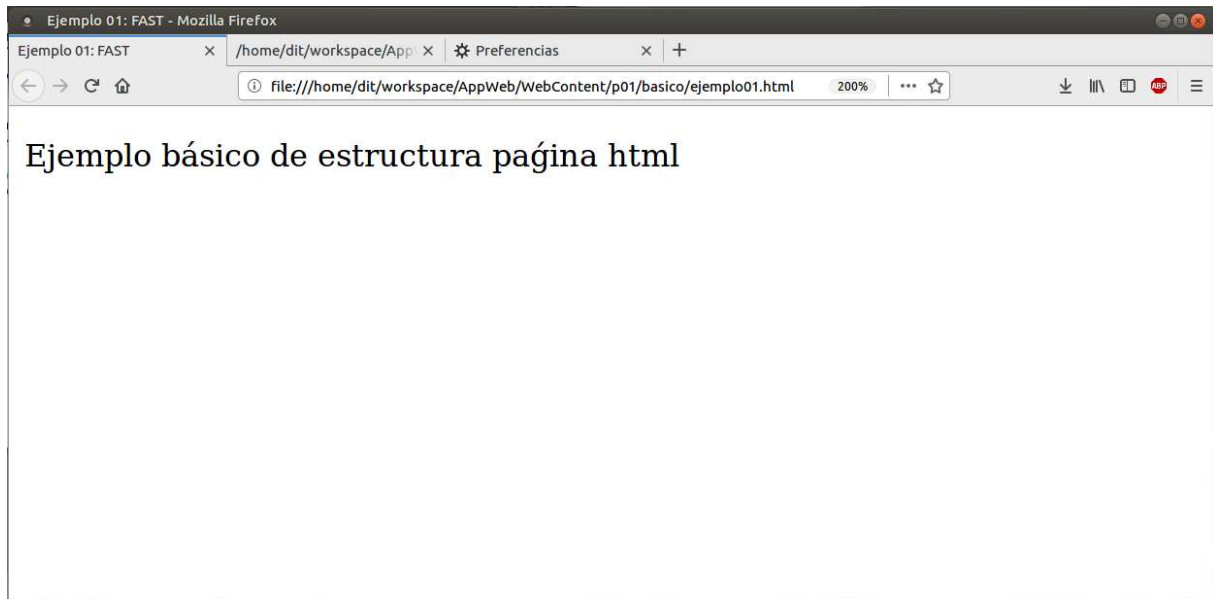 Ejemplo 01: FAST - Mozilla Firefox
Ejemplo 01: FAST /home/dit/workspace/App Preferencias
file:///home/dit/workspace/AppWeb/WebContent/p01/basico/ejemplo01.html 200% ABP
Ejemplo básico de estructura paǵina html